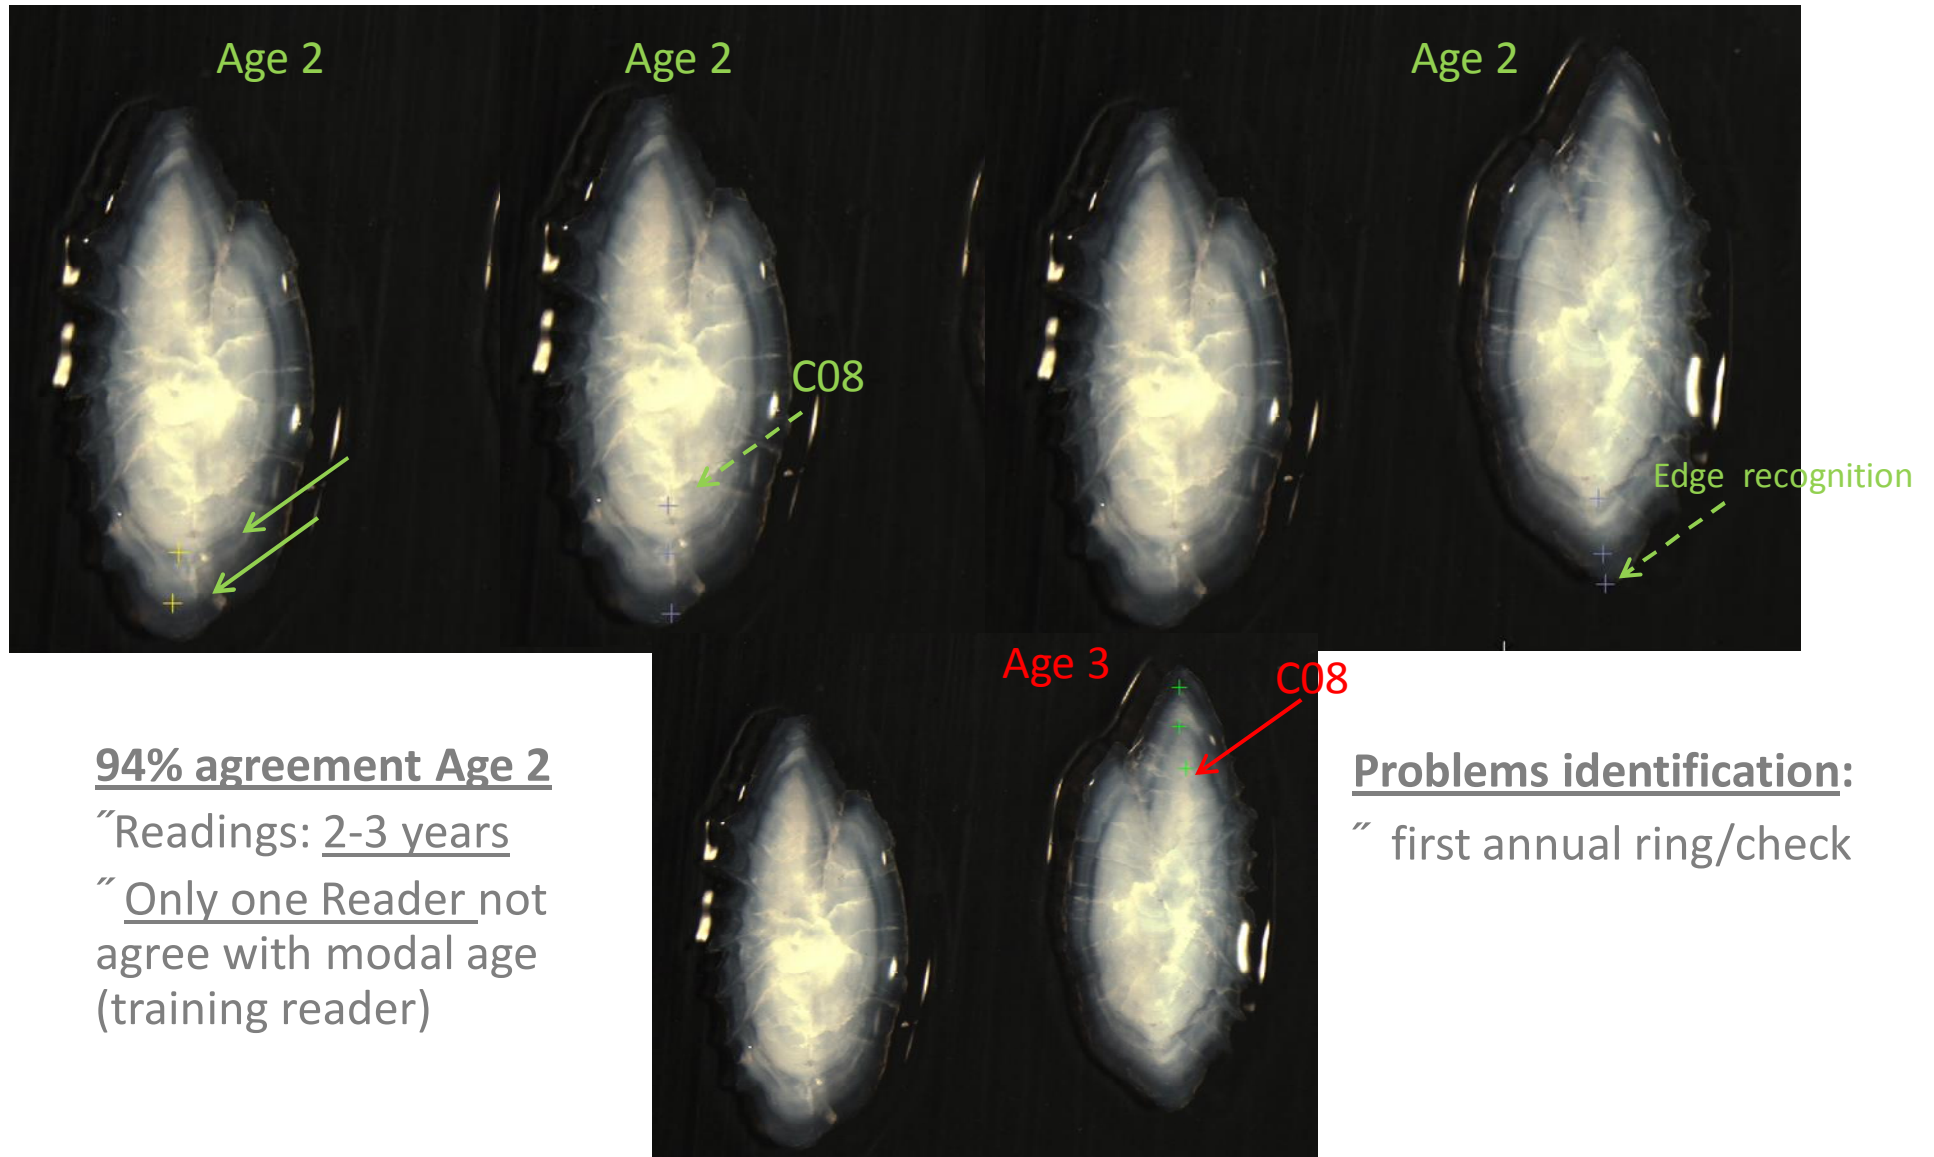 Age 2
Age 2
Age 2
C08
Edge recognition
Age 3
C08
94% agreement Age 2
˝Readings: 2-3 years
˝ Only one Reader not
agree with modal age
(training reader)
Problems identification:
˝ first annual ring/check